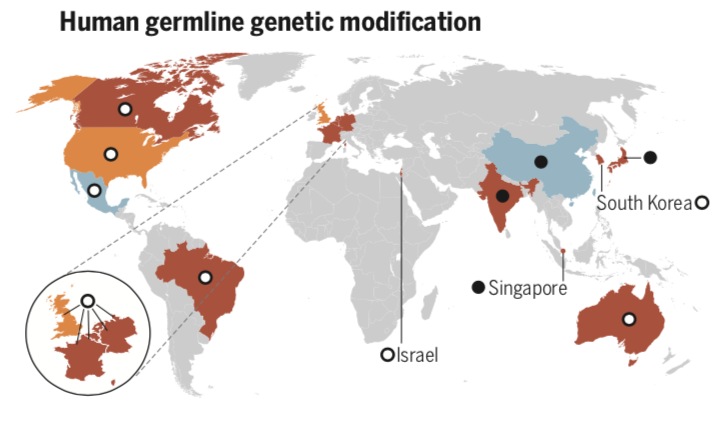 Human germline genetic modification
South Korea
Singapore
Israel